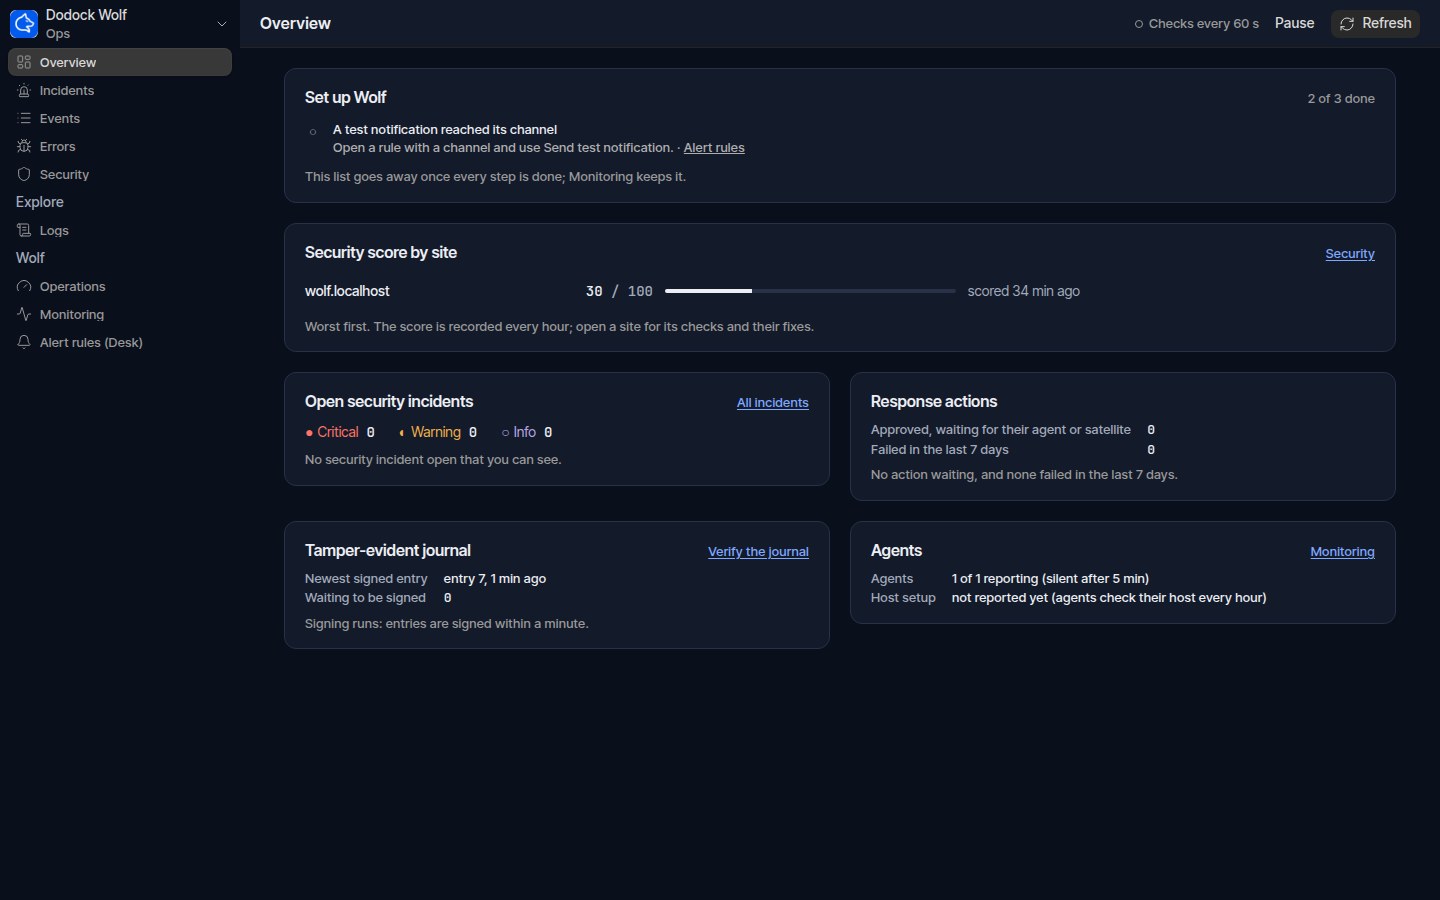 Dodock Wolf
Ops
Overview
Incidents
Events
Errors
Security
Explore
Logs
Wolf
Operations
Monitoring
Alert rules (Desk)
Overview
Checks every 60 s
Pause
Refresh
Set up Wolf
2 of 3 done
A test notification reached its channel
Open a rule with a channel and use Send test notification. · Alert rules
This list goes away once every step is done; Monitoring keeps it.
Security score by site
Security
wolf.localhost
30 / 100
scored 34 min ago
Worst first. The score is recorded every hour; open a site for its checks and their fixes.
Open security incidents
All incidents
Critical 0
Warning 0
Info 0
No security incident open that you can see.
Response actions
Approved, waiting for their agent or satellite 0
Failed in the last 7 days 0
No action waiting, and none failed in the last 7 days.
Tamper-evident journal
Verify the journal
Newest signed entry entry 7, 1 min ago
Waiting to be signed 0
Signing runs: entries are signed within a minute.
Agents
Monitoring
Agents 1 of 1 reporting (silent after 5 min)
Host setup not reported yet (agents check their host every hour)